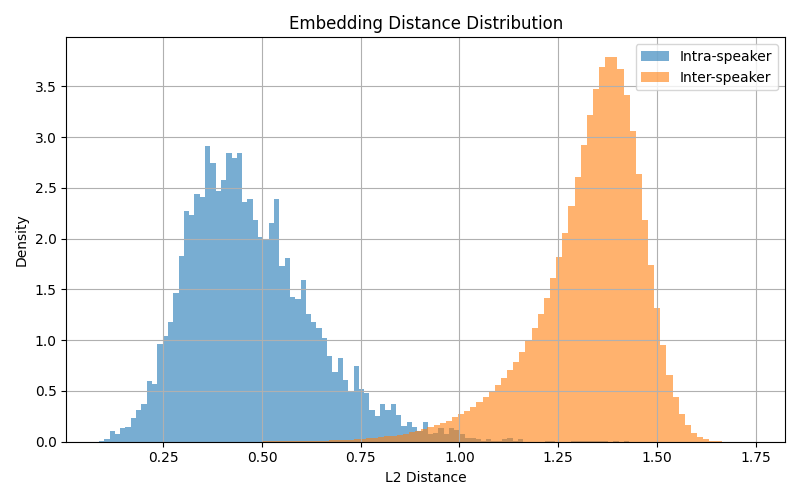 Embedding Distance Distribution
Intra-speaker
Inter-speaker
3.5
3.0
2.5
2.0
1.5
1.0
0.5
0.0
Density
0.25 0.50 0.75 1.00 1.25 1.50 1.75
L2 Distance